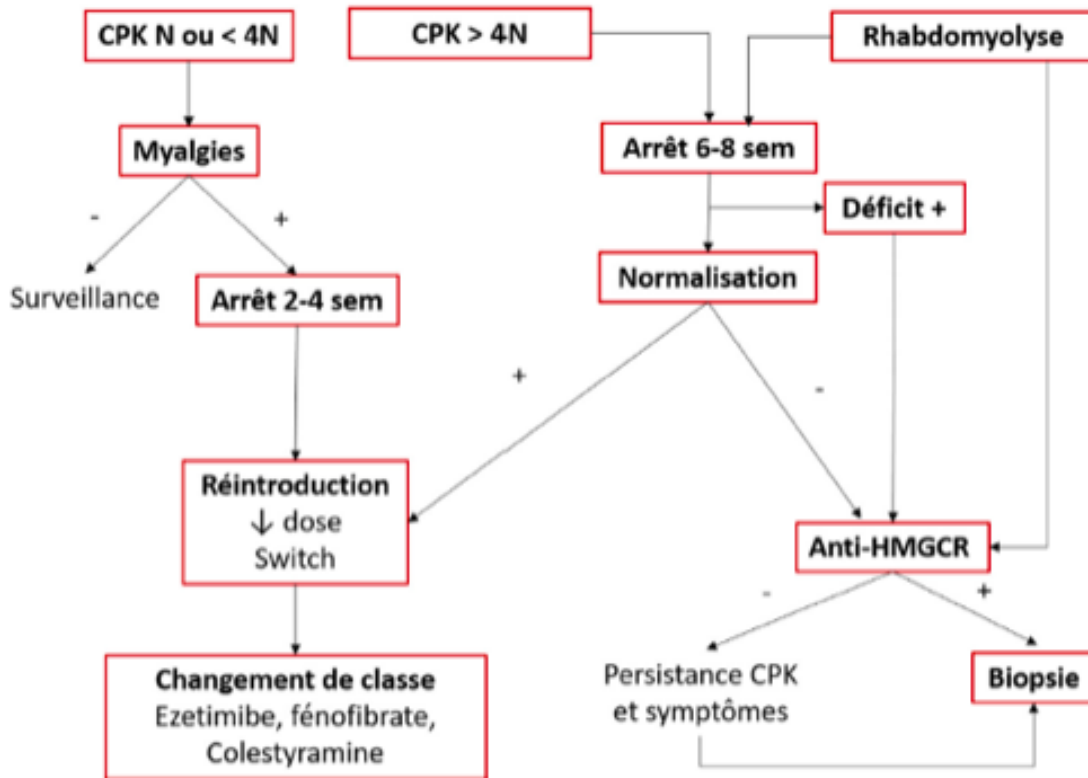 CPK N ou < 4N
CPK > 4N
Rhabdomyolyse
Myalgies
Arrêt 6-8 sem
-
+
Déficit +
Surveillance
Arrêt 2-4 sem
Normalisation
+
-
Réintroduction
↓ dose
Switch
Anti-HMGCR
-
+
Changement de classe
Ezetimibe, fénofibrate,
Colestyramine
Persistance CPK
et symptômes
Biopsie